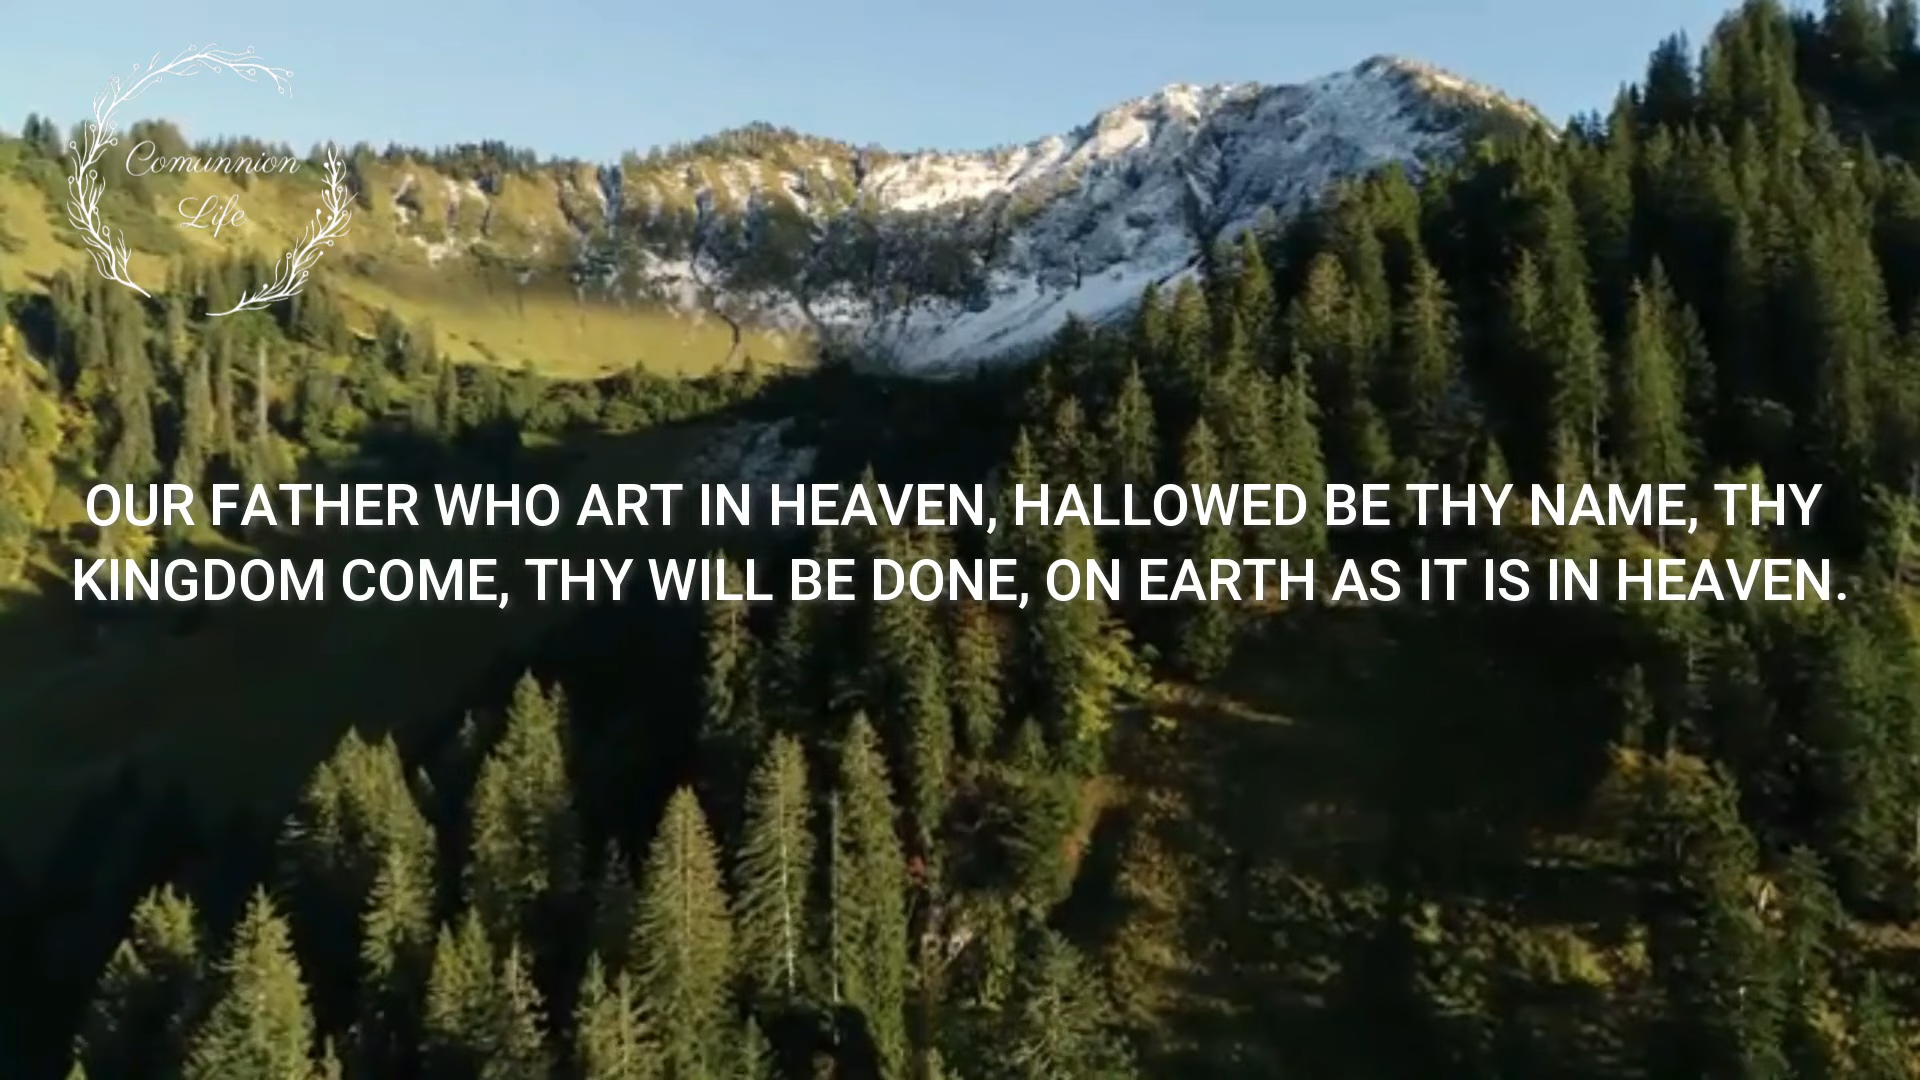 Comunnion
Life
OUR FATHER WHO ART IN HEAVEN, HALLOWED BE THY NAME, THY
KINGDOM COME, THY WILL BE DONE, ON EARTH AS IT IS IN HEAVEN.